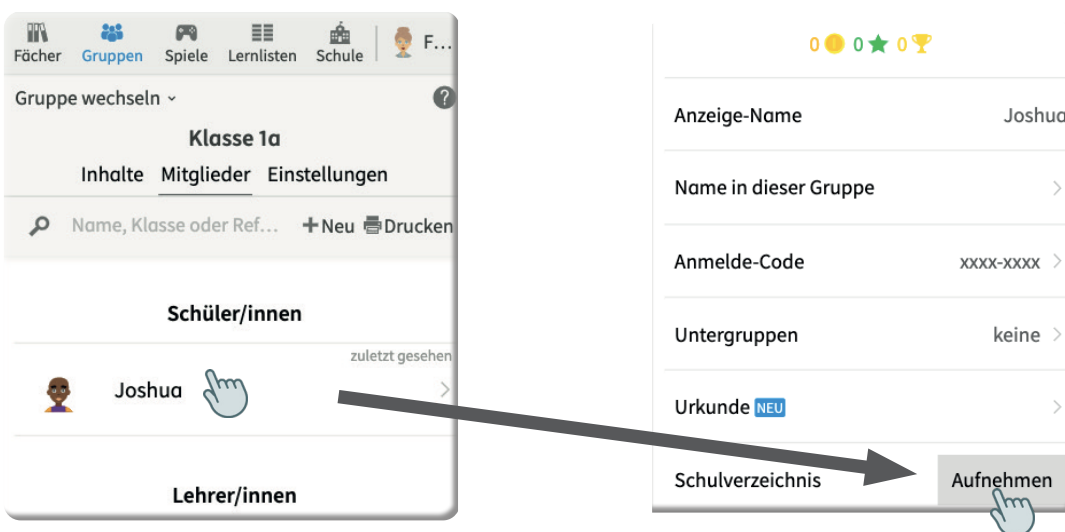 Fächer Gruppen Spiele Lernlisten Schule F...
Gruppe wechseln ?
Klasse 1a
Inhalte Mitglieder Einstellungen
Name, Klasse oder Ref... +Neu Drucken
Schüler/innen
zuletzt gesehen
Joshua
Lehrer/innen
0 0 0
Anzeige-Name Joshua
Name in dieser Gruppe
Anmelde-Code xxxx-xxxx
Untergruppen keine
Urkunde NEU
Schulverzeichnis Aufnehmen